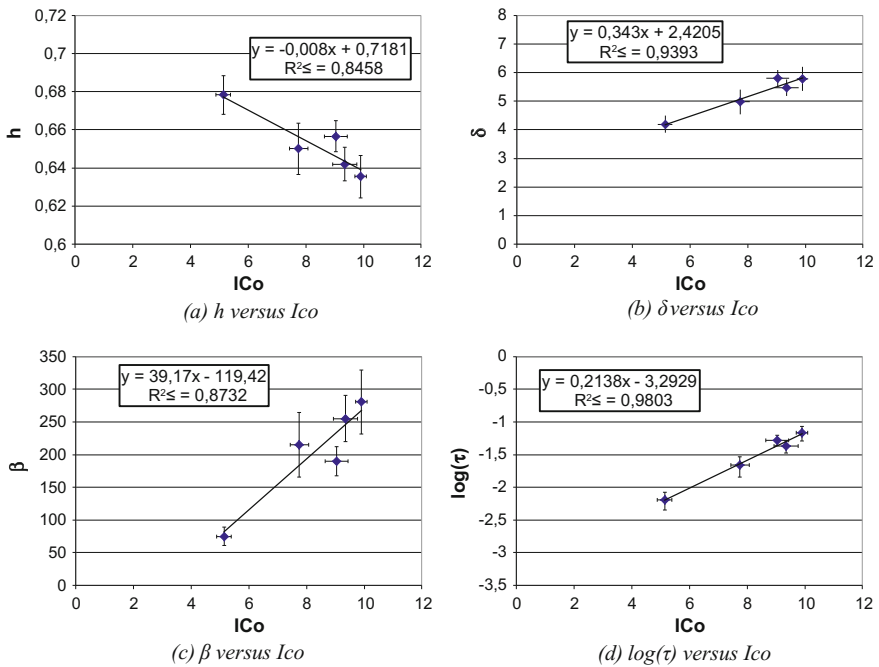 0,72
0,7
0,68
0,66
0,64
0,62
0,6
h
y = -0,008x + 0,7181
R²≤ = 0,8458
0 2 4 6 8 10 12
ICo
(a) h versus Ico
8
7
6
5
4
3
2
1
0
δ
y = 0,343x + 2,4205
R²≤ = 0,9393
0 2 4 6 8 10 12
ICo
(b) δ versus Ico
350
300
250
200
150
100
50
0
β
y = 39,17x - 119,42
R²≤ = 0,8732
0 2 4 6 8 10 12
ICo
(c) β versus Ico
0
-0,5
-1
-1,5
-2
-2,5
-3
-3,5
log(τ)
y = 0,2138x - 3,2929
R²≤ = 0,9803
0 2 4 6 8 10 12
ICo
(d) log(τ) versus Ico